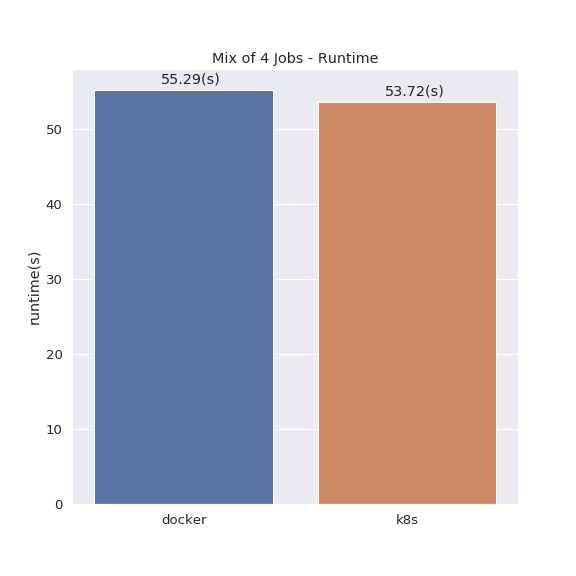 Mix of 4 Jobs - Runtime
55.29(s)
53.72(s)
50
40
30
20
10
0
runtime(s)
docker
k8s